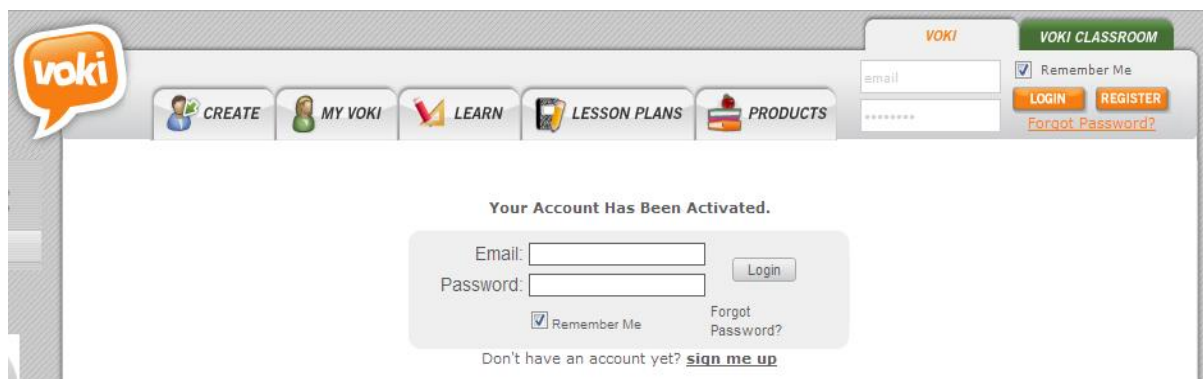 voki
VOKI VOKI CLASSROOM
email Remember Me
CREATE MY VOKI LEARN LESSON PLANS PRODUCTS LOGIN REGISTER
Forgot Password?
Your Account Has Been Activated.
Email:
Password: Login
Remember Me Forgot Password?
Don't have an account yet? sign me up